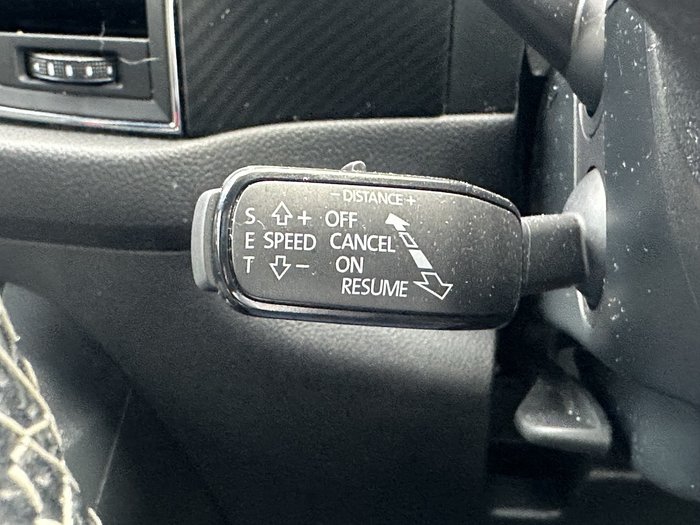 - DISTANCE +
S + OFF
E SPEED CANCEL
T - ON
RESUME